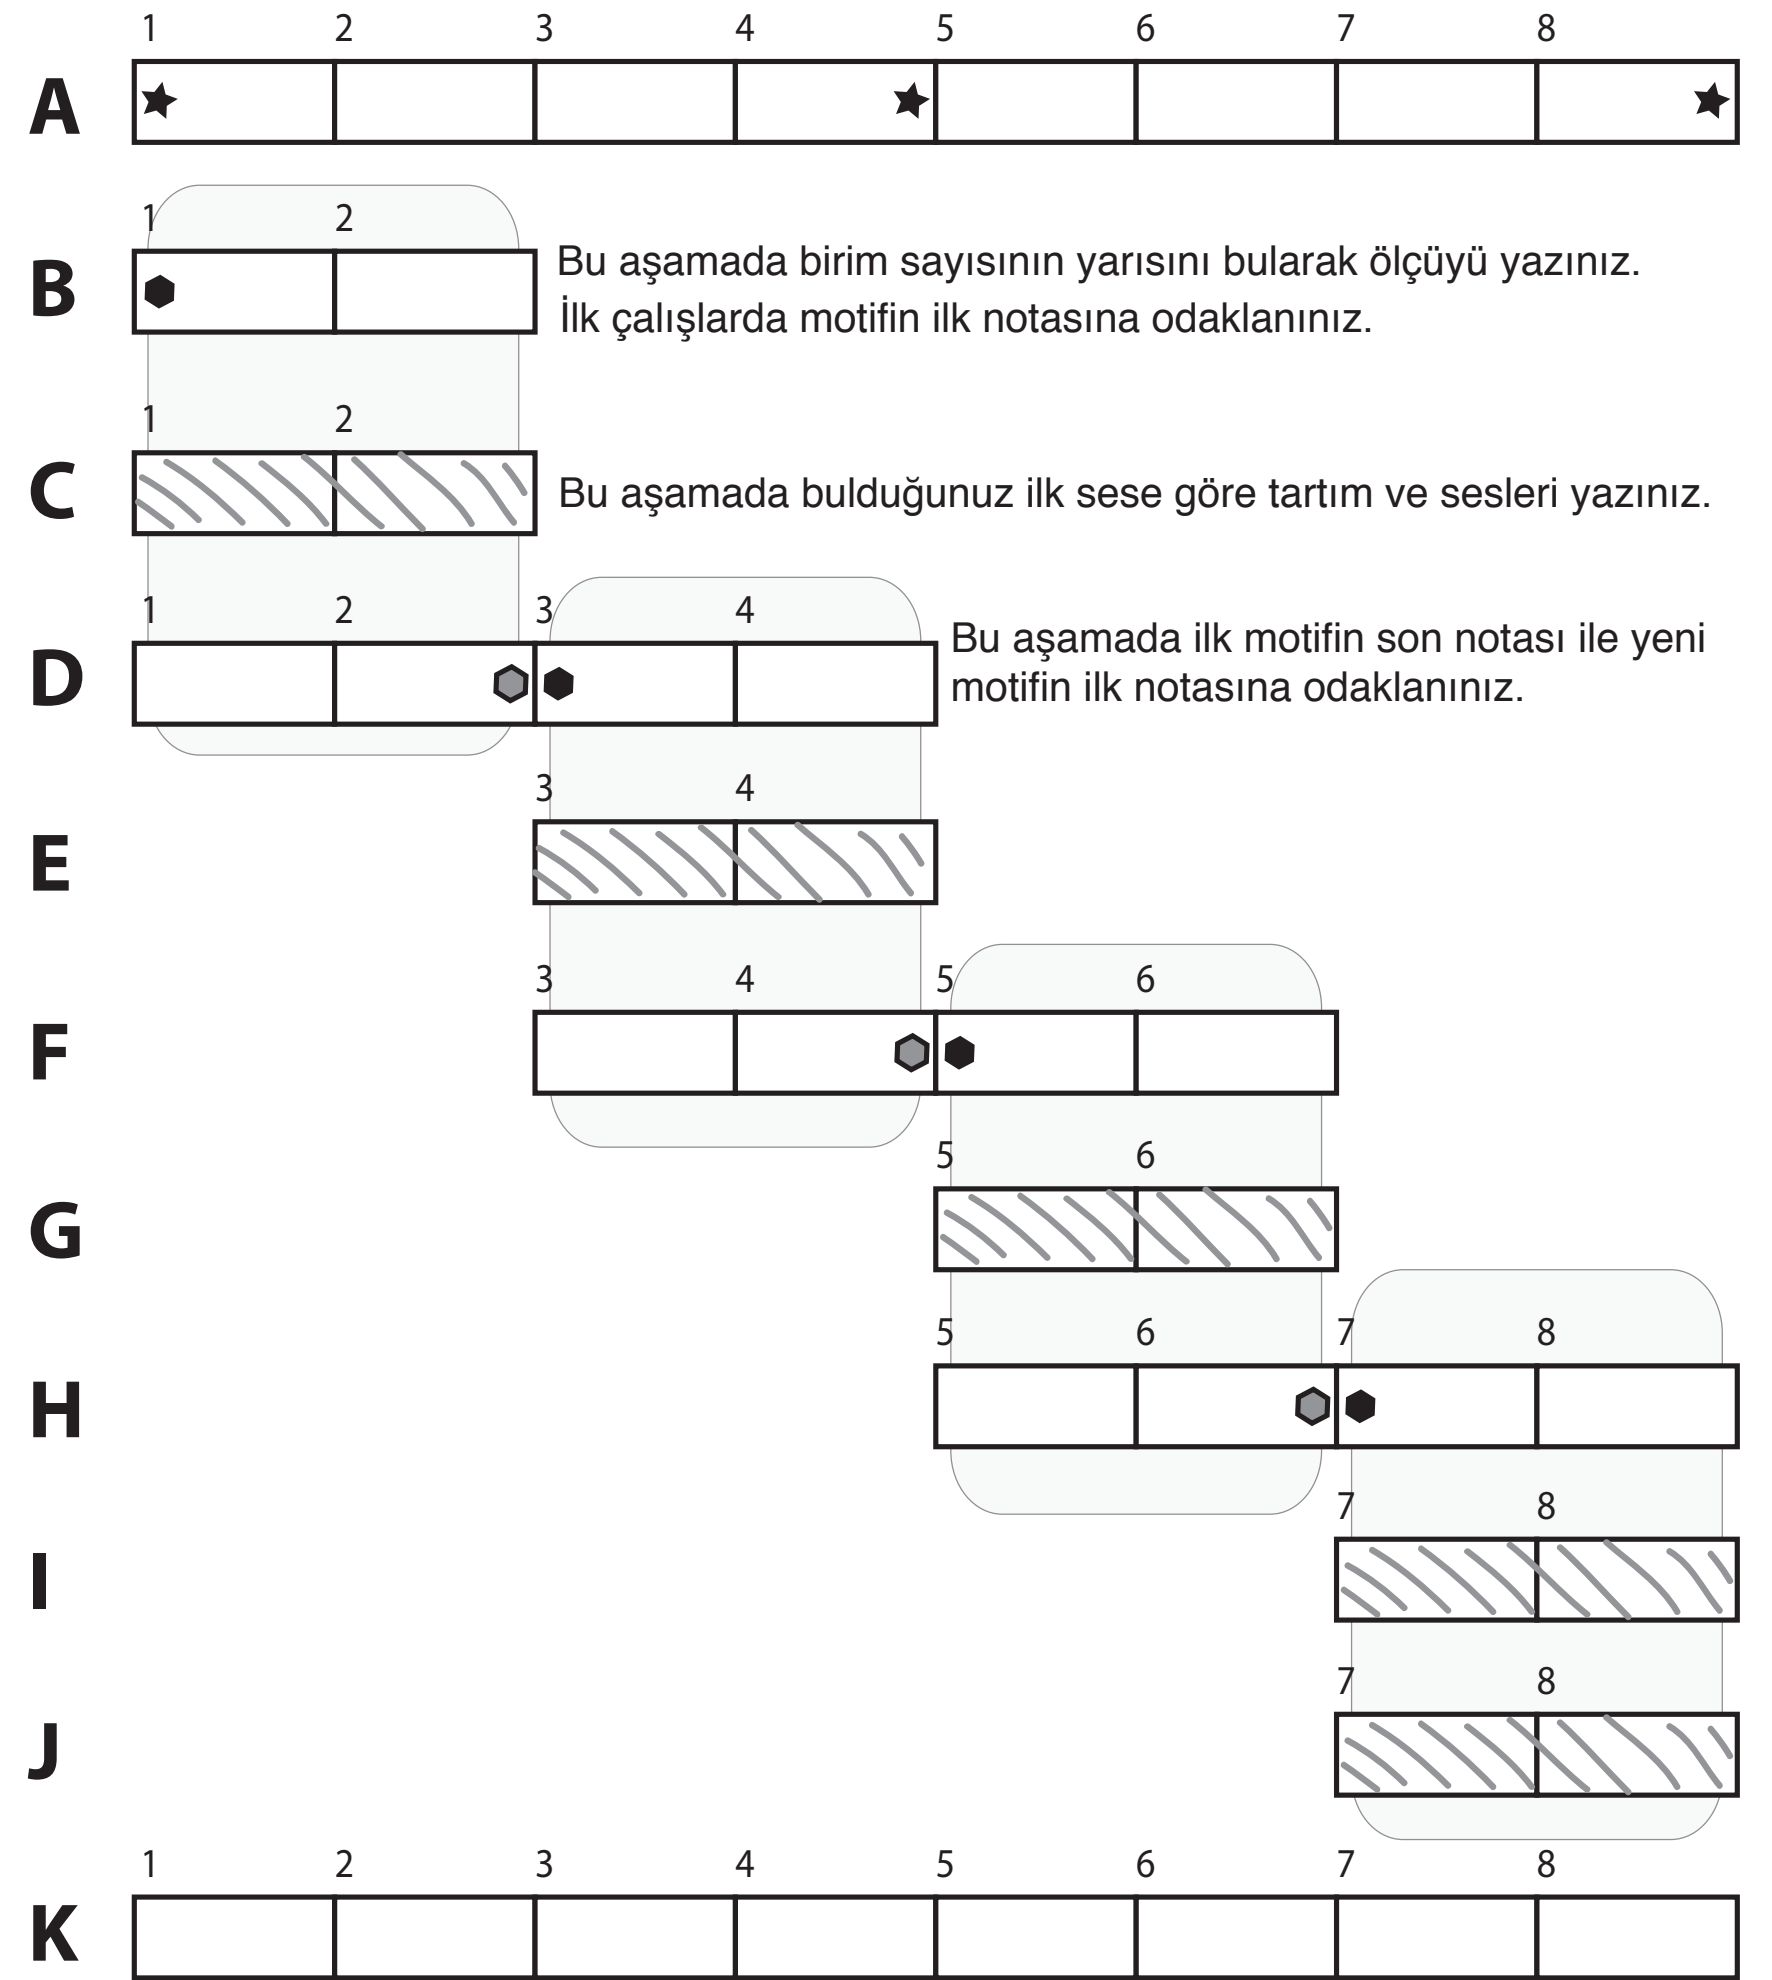 1 2 3 4 5 6 7 8
A
1 2
B
Bu aşamada birim sayısının yarısını bularak ölçüyü yazınız.
İlk çalışlarda motifin ilk notasına odaklanınız.
1 2
C
Bu aşamada bulduğunuz ilk sese göre tartım ve sesleri yazınız.
1 2 3 4
D
Bu aşamada ilk motifin son notası ile yeni
motifin ilk notasına odaklanınız.
3 4
E
3 4 5 6
F
5 6
G
5 6 7 8
H
7 8
I
7 8
J
1 2 3 4 5 6 7 8
K